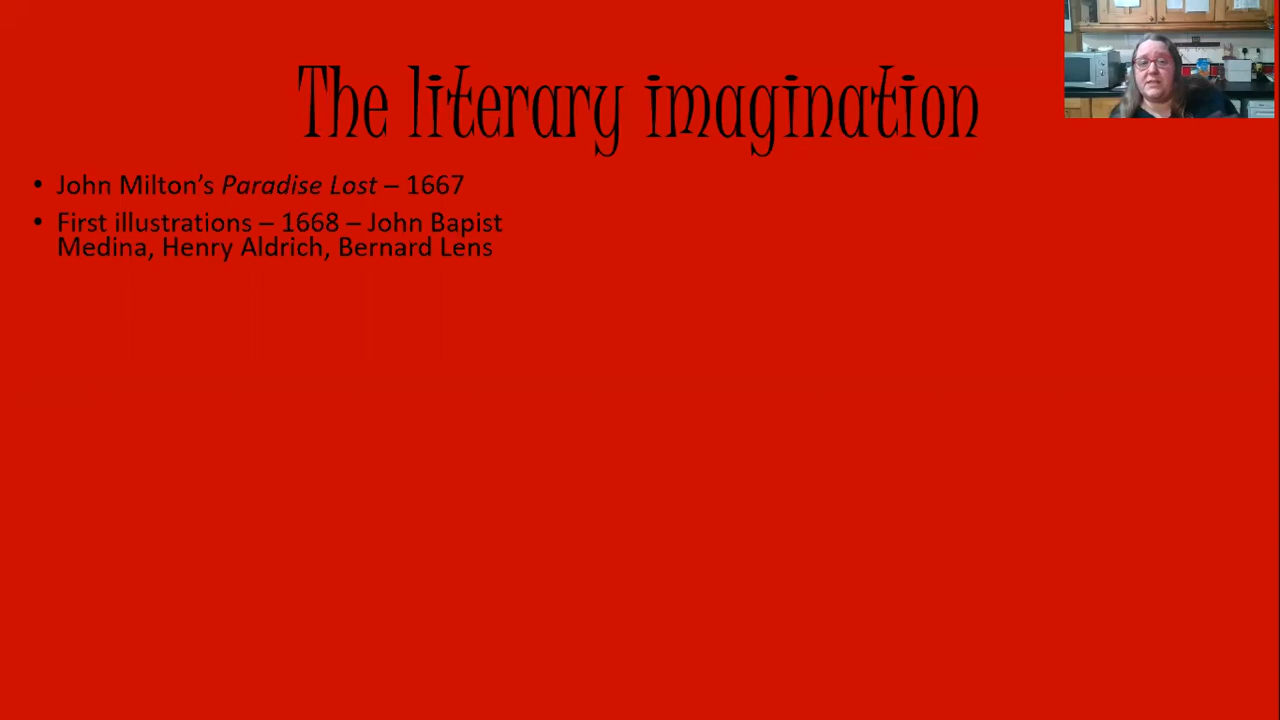 The literary imagination
• John Milton’s Paradise Lost – 1667
• First illustrations – 1668 – John Bapist
Medina, Henry Aldrich, Bernard Lens